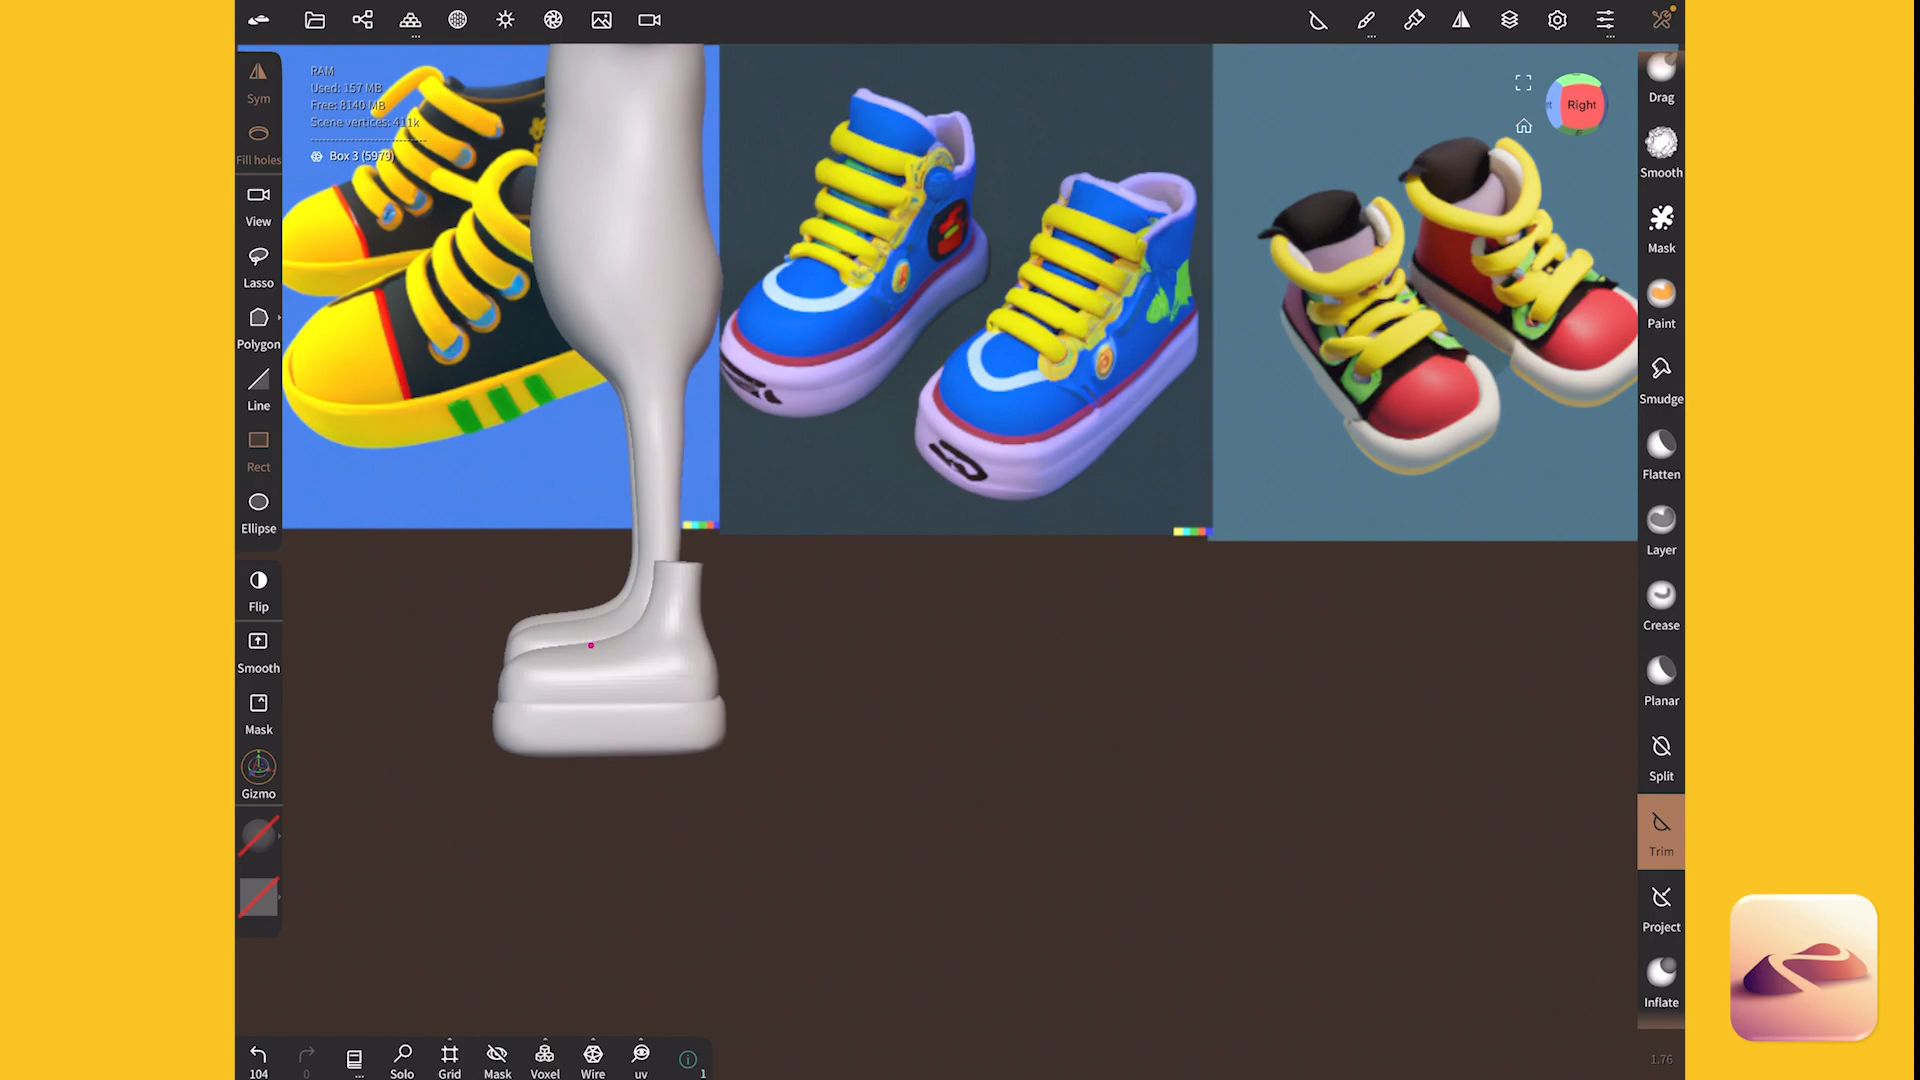 RAM
Used: 157 MB
Free: 8140 MB
Scene vertices: 411k
Box 3 (5979)
Right
Sym
Fill holes
View
Lasso
Polygon
Line
Rect
Ellipse
Flip
Smooth
Mask
Gizmo
Drag
Smooth
Mask
Paint
Smudge
Flatten
Layer
Crease
Planar
Split
Trim
Project
Inflate
1.76
104
0
Solo
Grid
Mask
Voxel
Wire
uv
1